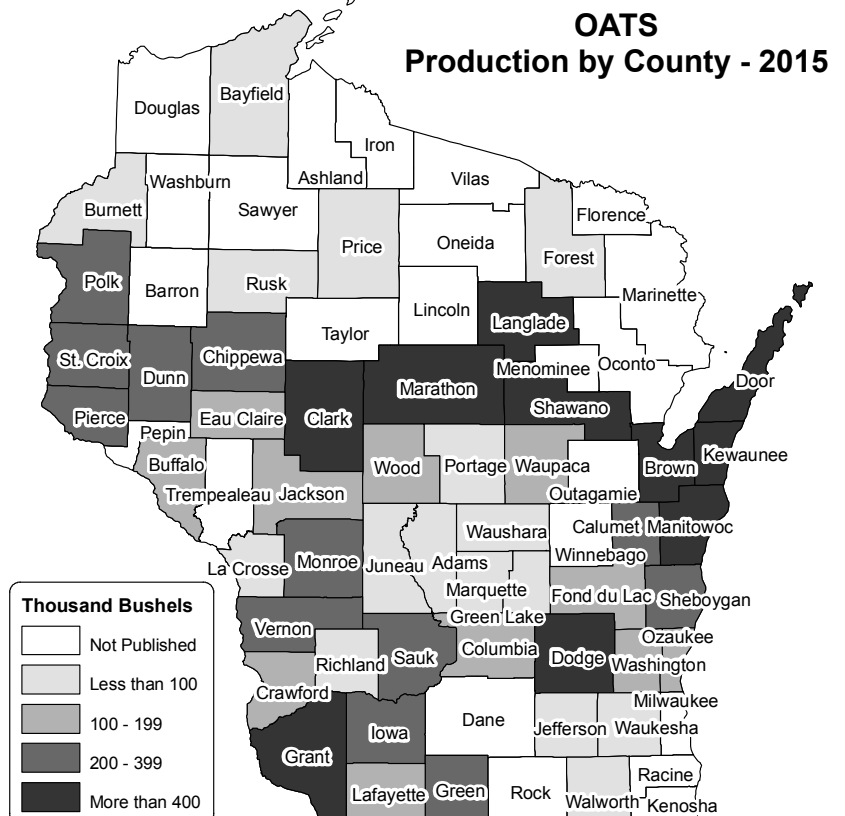 OATS
Production by County - 2015
Bayfield
Douglas
Iron
Ashland
Vilas
Washburn
Burnett
Sawyer
Florence
Price
Oneida
Forest
Polk
Rusk
Barron
Marinette
Lincoln
Langlade
Taylor
St. Croix
Chippewa
Dunn
Menominee
Oconto
Door
Marathon
Shawano
Pierce
Eau Claire
Clark
Pepin
Kewaunee
Buffalo
Wood
Portage
Waupaca
Brown
Trempealeau
Jackson
Outagamie
Waushara
Calumet
Manitowoc
Winnebago
La Crosse
Monroe
Juneau
Adams
Marquette
Fond du Lac
Sheboygan
Green Lake
Vernon
Richland
Sauk
Columbia
Dodge
Ozaukee
Washington
Crawford
Milwaukee
Iowa
Dane
Jefferson
Waukesha
Grant
Lafayette
Green
Rock
Walworth
Racine
Kenosha
Thousand Bushels
Not Published
Less than 100
100 - 199
200 - 399
More than 400